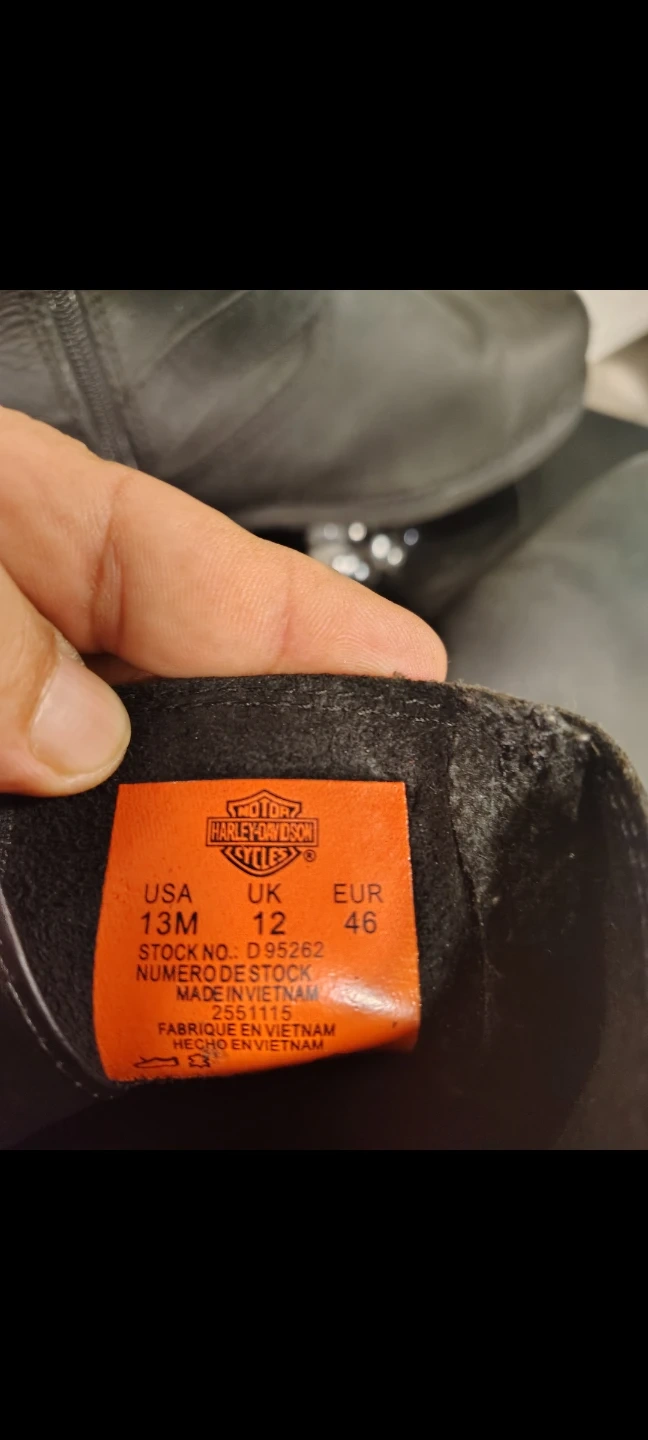 MOTOR
HARLEY-DAVIDSON
CYCLES®
USA UK EUR
13M 12 46
STOCK NO.: D 95262
NUMERO DE STOCK
MADE IN VIETNAM
2551115
FABRIQUE EN VIETNAM
HECHO EN VIETNAM